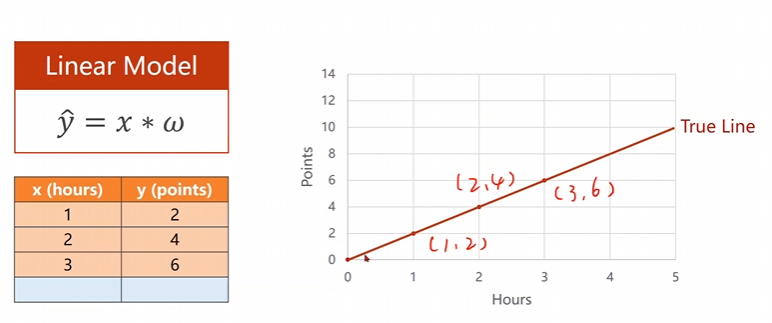 Linear Model
ŷ = x * ω
x (hours) y (points)
1 2
2 4
3 6
Points
14
12
10
8
6
4
2
0
True Line
(2,4)
(3,6)
(1,2)
0 1 2 3 4 5
Hours